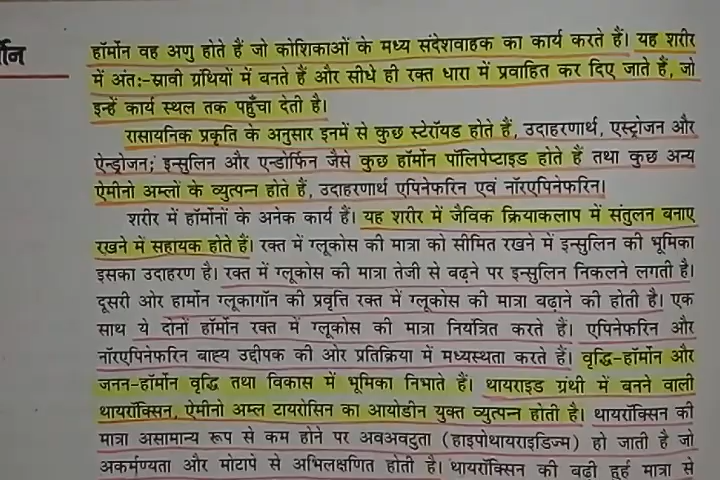 र्मोन
हॉर्मोन वह अणु होते हैं जो कोशिकाओं के मध्य संदेशवाहक का कार्य करते हैं। यह शरीर
में अंतः-स्रावी ग्रंथियों में बनते हैं और सीधे ही रक्त धारा में प्रवाहित कर दिए जाते हैं, जो
इन्हें कार्य स्थल तक पहुँचा देती है।
रासायनिक प्रकृति के अनुसार इनमें से कुछ स्टेरॉयड होते हैं, उदाहरणार्थ, एस्ट्रोजन और
ऐन्ड्रोजन; इन्सुलिन और एन्डोर्फिन जैसे कुछ हॉर्मोन पॉलिपेप्टाइड होते हैं तथा कुछ अन्य
ऐमीनो अम्लों के व्युत्पन्न होते हैं, उदाहरणार्थ एपिनेफरिन एवं नॉरएपिनेफरिन।
शरीर में हॉर्मोनों के अनेक कार्य हैं। यह शरीर में जैविक क्रियाकलाप में संतुलन बनाए
रखने में सहायक होते हैं। रक्त में ग्लूकोस की मात्रा को सीमित रखने में इन्सुलिन की भूमिका
इसका उदाहरण है। रक्त में ग्लूकोस की मात्रा तेजी से बढ़ने पर इन्सुलिन निकलने लगती है।
दूसरी ओर हार्मोन ग्लूकागॉन की प्रवृत्ति रक्त में ग्लूकोस की मात्रा बढ़ाने की होती है। एक
साथ ये दोनों हॉर्मोन रक्त में ग्लूकोस की मात्रा नियंत्रित करते हैं। एपिनेफरिन और
नॉरएपिनेफरिन बाह्य उद्दीपक की ओर प्रतिक्रिया में मध्यस्थता करते हैं। वृद्धि-हॉर्मोन और
जनन-हॉर्मोन वृद्धि तथा विकास में भूमिका निभाते हैं। थायराइड ग्रंथी में बनने वाली
थायरॉक्सिन, ऐमीनो अम्ल टायरोसिन का आयोडीन युक्त व्युत्पन्न होती है। थायरॉक्सिन की
मात्रा असामान्य रूप से कम होने पर अवअवटुता (हाइपोथायराइडिज्म) हो जाती है जो
अकर्मण्यता और मोटापे से अभिलक्षणित होती है। थायरॉक्सिन की बढ़ी हुई मात्रा से